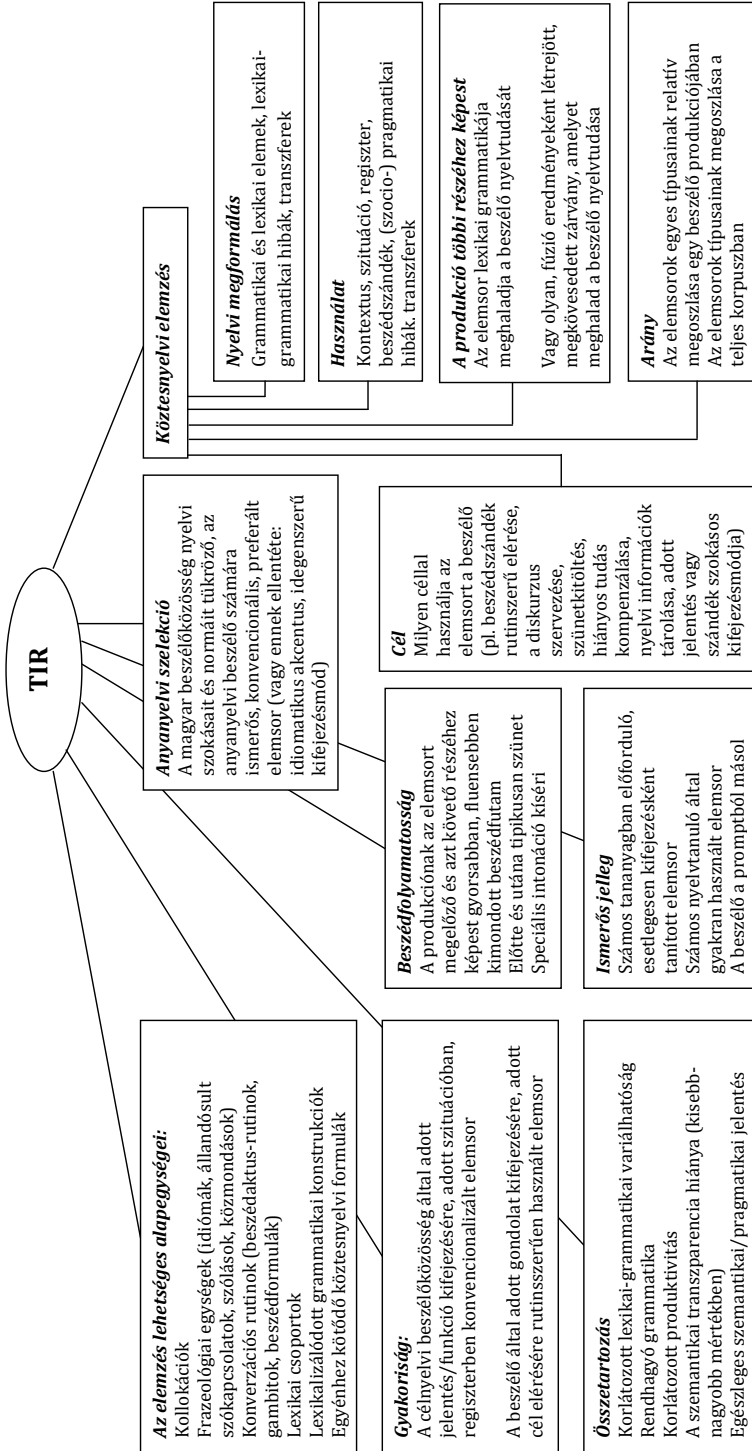 TIR
Az elemzés lehetséges alapegységei:
Kollokációk
Frazeológiai egységek (idiómák, állandósult
szókapcsolatok, szólások, közmondások)
Konverzációs rutinok (beszédaktus-rutinok,
gambitok, beszédformulák)
Lexikai csoportok
Lexikalizálódott grammatikai konstrukciók
Egyénhez kötődő köztesnyelvi formulák
Gyakoriság:
A célnyelvi beszélőközösség által adott
jelentés/funkció kifejezésére, adott szituációban,
regiszterben konvencionalizált elemsor
A beszélő által adott gondolat kifejezésére, adott
cél elérésére rutinsszerűen használt elemsor
Összetartozás
Korlátozott lexikai-grammatikai variálhatóság
Rendhagyó grammatika
Korlátozott produktivitás
A szemantikai transzparencia hiánya (kisebb-
nagyobb mértékben)
Egészleges szemantikai/pragmatikai jelentés
Anyanyelvi szelekció
A magyar beszélőközösség nyelvi
szokásait és normáit tükröző, az
anyanyelvi beszélő számára
ismerős, konvencionális, preferált
elemsor (vagy ennek ellentéte:
idiomatikus akcentus, idegenszerű
kifejezésmód)
Beszédfolyamatosság
A produkciónak az elemsort
megelőző és azt követő részéhez
képest gyorsabban, fluensebben
kimondott beszédfutam
Előtte és utána tipikusan szünet
Speciális intonáció kíséri
Ismerős jelleg
Számos tananyagban előforduló,
esetlegesen kifejezésként
tanított elemsor
Számos nyelvtanuló által
gyakran használt elemsor
A beszélő a promptból másol
Cél
Milyen céllal
használja az
elemsort a beszélő
(pl. beszédszándék
rutinszerű elérése,
a diskurzus
szervezése,
szünetkitöltés,
hiányos tudás
kompenzálása,
nyelvi információk
tárolása, adott
jelentés vagy
szándék szokásos
kifejezésmódja)
Köztesnyelvi elemzés
Nyelvi megformálás
Grammatikai és lexikai elemek, lexikai-
grammatikai hibák, transzferek
Használat
Kontextus, szituáció, regiszter,
beszédszándék, (szocio-) pragmatikai
hibák. transzferek
A produkció többi részéhez képest
Az elemsor lexikai grammatikája
meghaladja a beszélő nyelvtudását
Vagy olyan, fúzió eredményeként létrejött,
megkövesedett zárvány, amelyet
meghalad a beszélő nyelvtudása
Arány
Az elemsorok egyes típusainak relatív
megoszlása egy beszélő produkciójában
Az elemsorok típusainak megoszlása a
teljes korpuszban